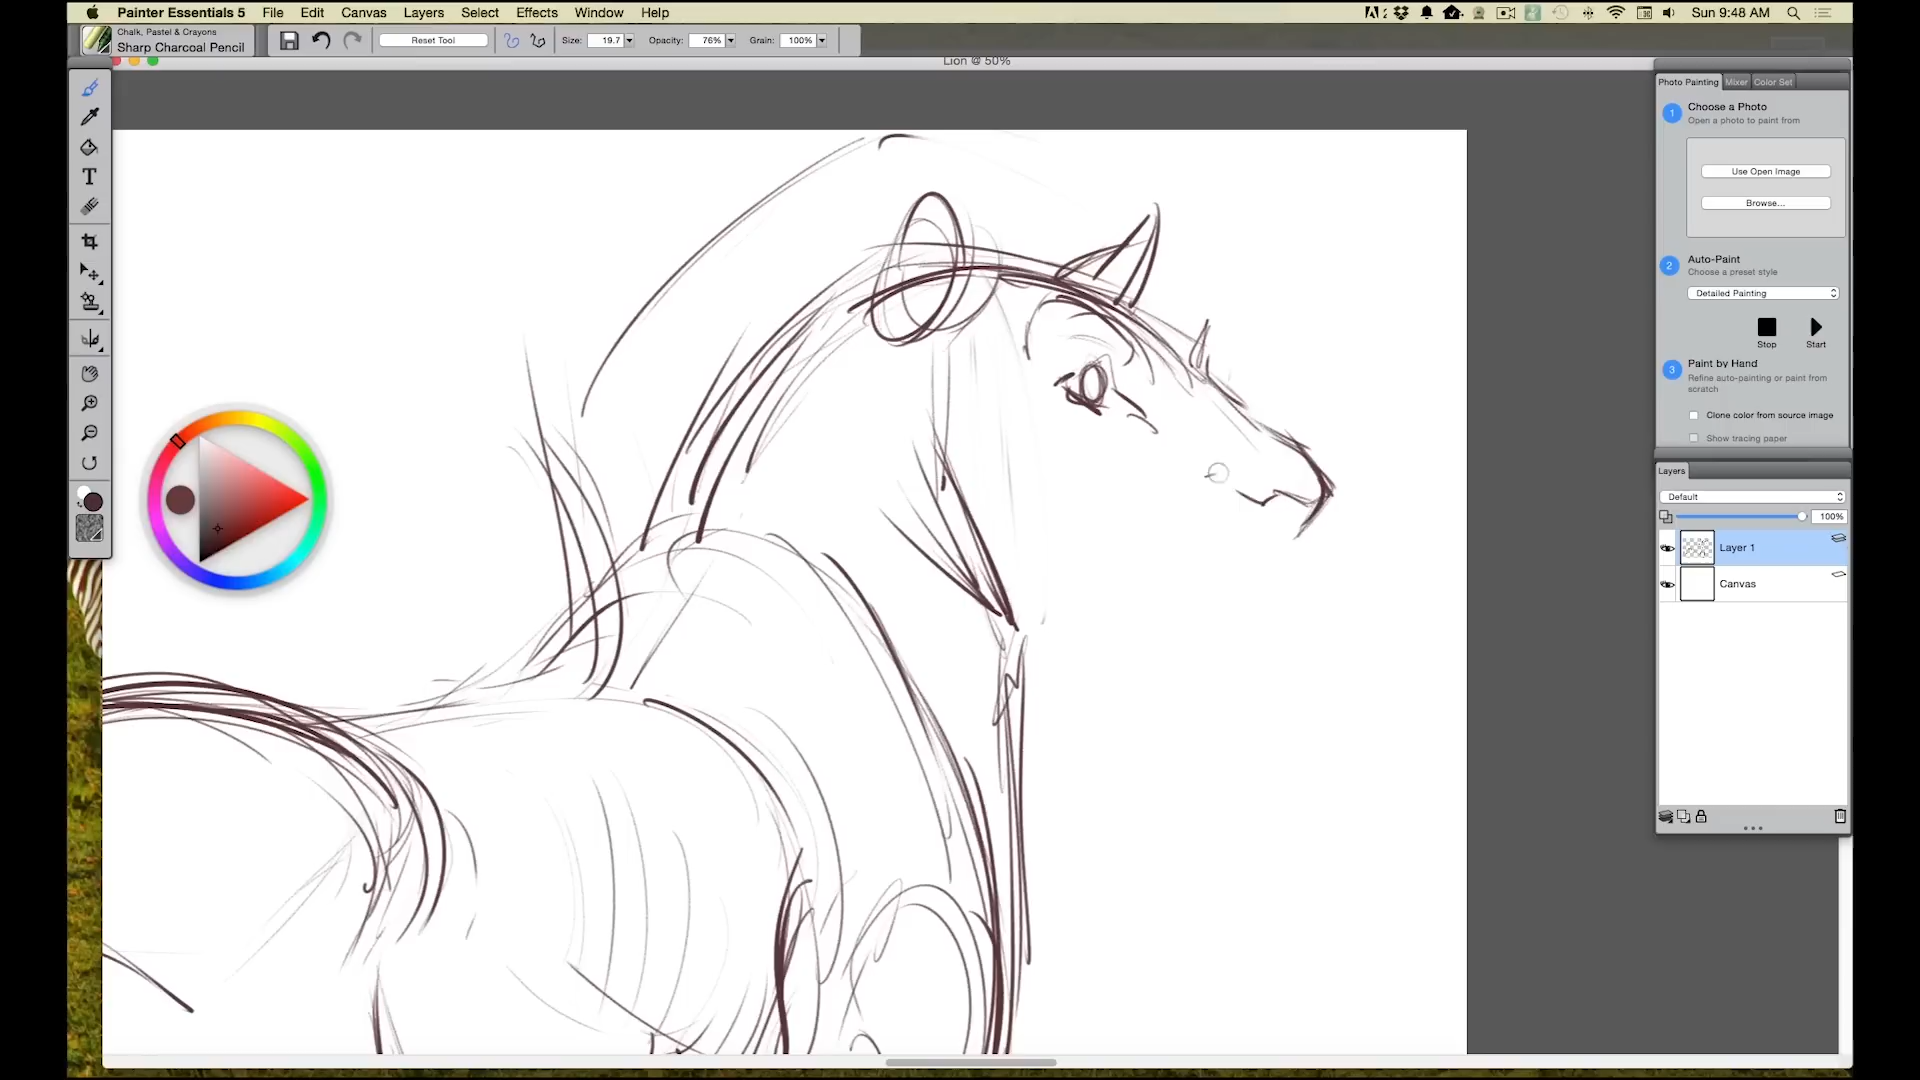 Painter Essentials 5 File Edit Canvas Layers Select Effects Window Help Sun 9:48 AM
Chalk, Pastel & Crayons
Sharp Charcoal Pencil
Reset Tool Size: 19.7 Opacity: 76% Grain: 100%
Lion @ 50%
Photo Painting Mixer Color Set
1 Choose a Photo
Open a photo to paint from
Use Open Image
Browse...
2 Auto-Paint
Choose a preset style
Detailed Painting
Stop Start
3 Paint by Hand
Refine auto-painting or paint from
scratch
Clone color from source image
Show tracing paper
Layers
Default
100%
Layer 1
Canvas